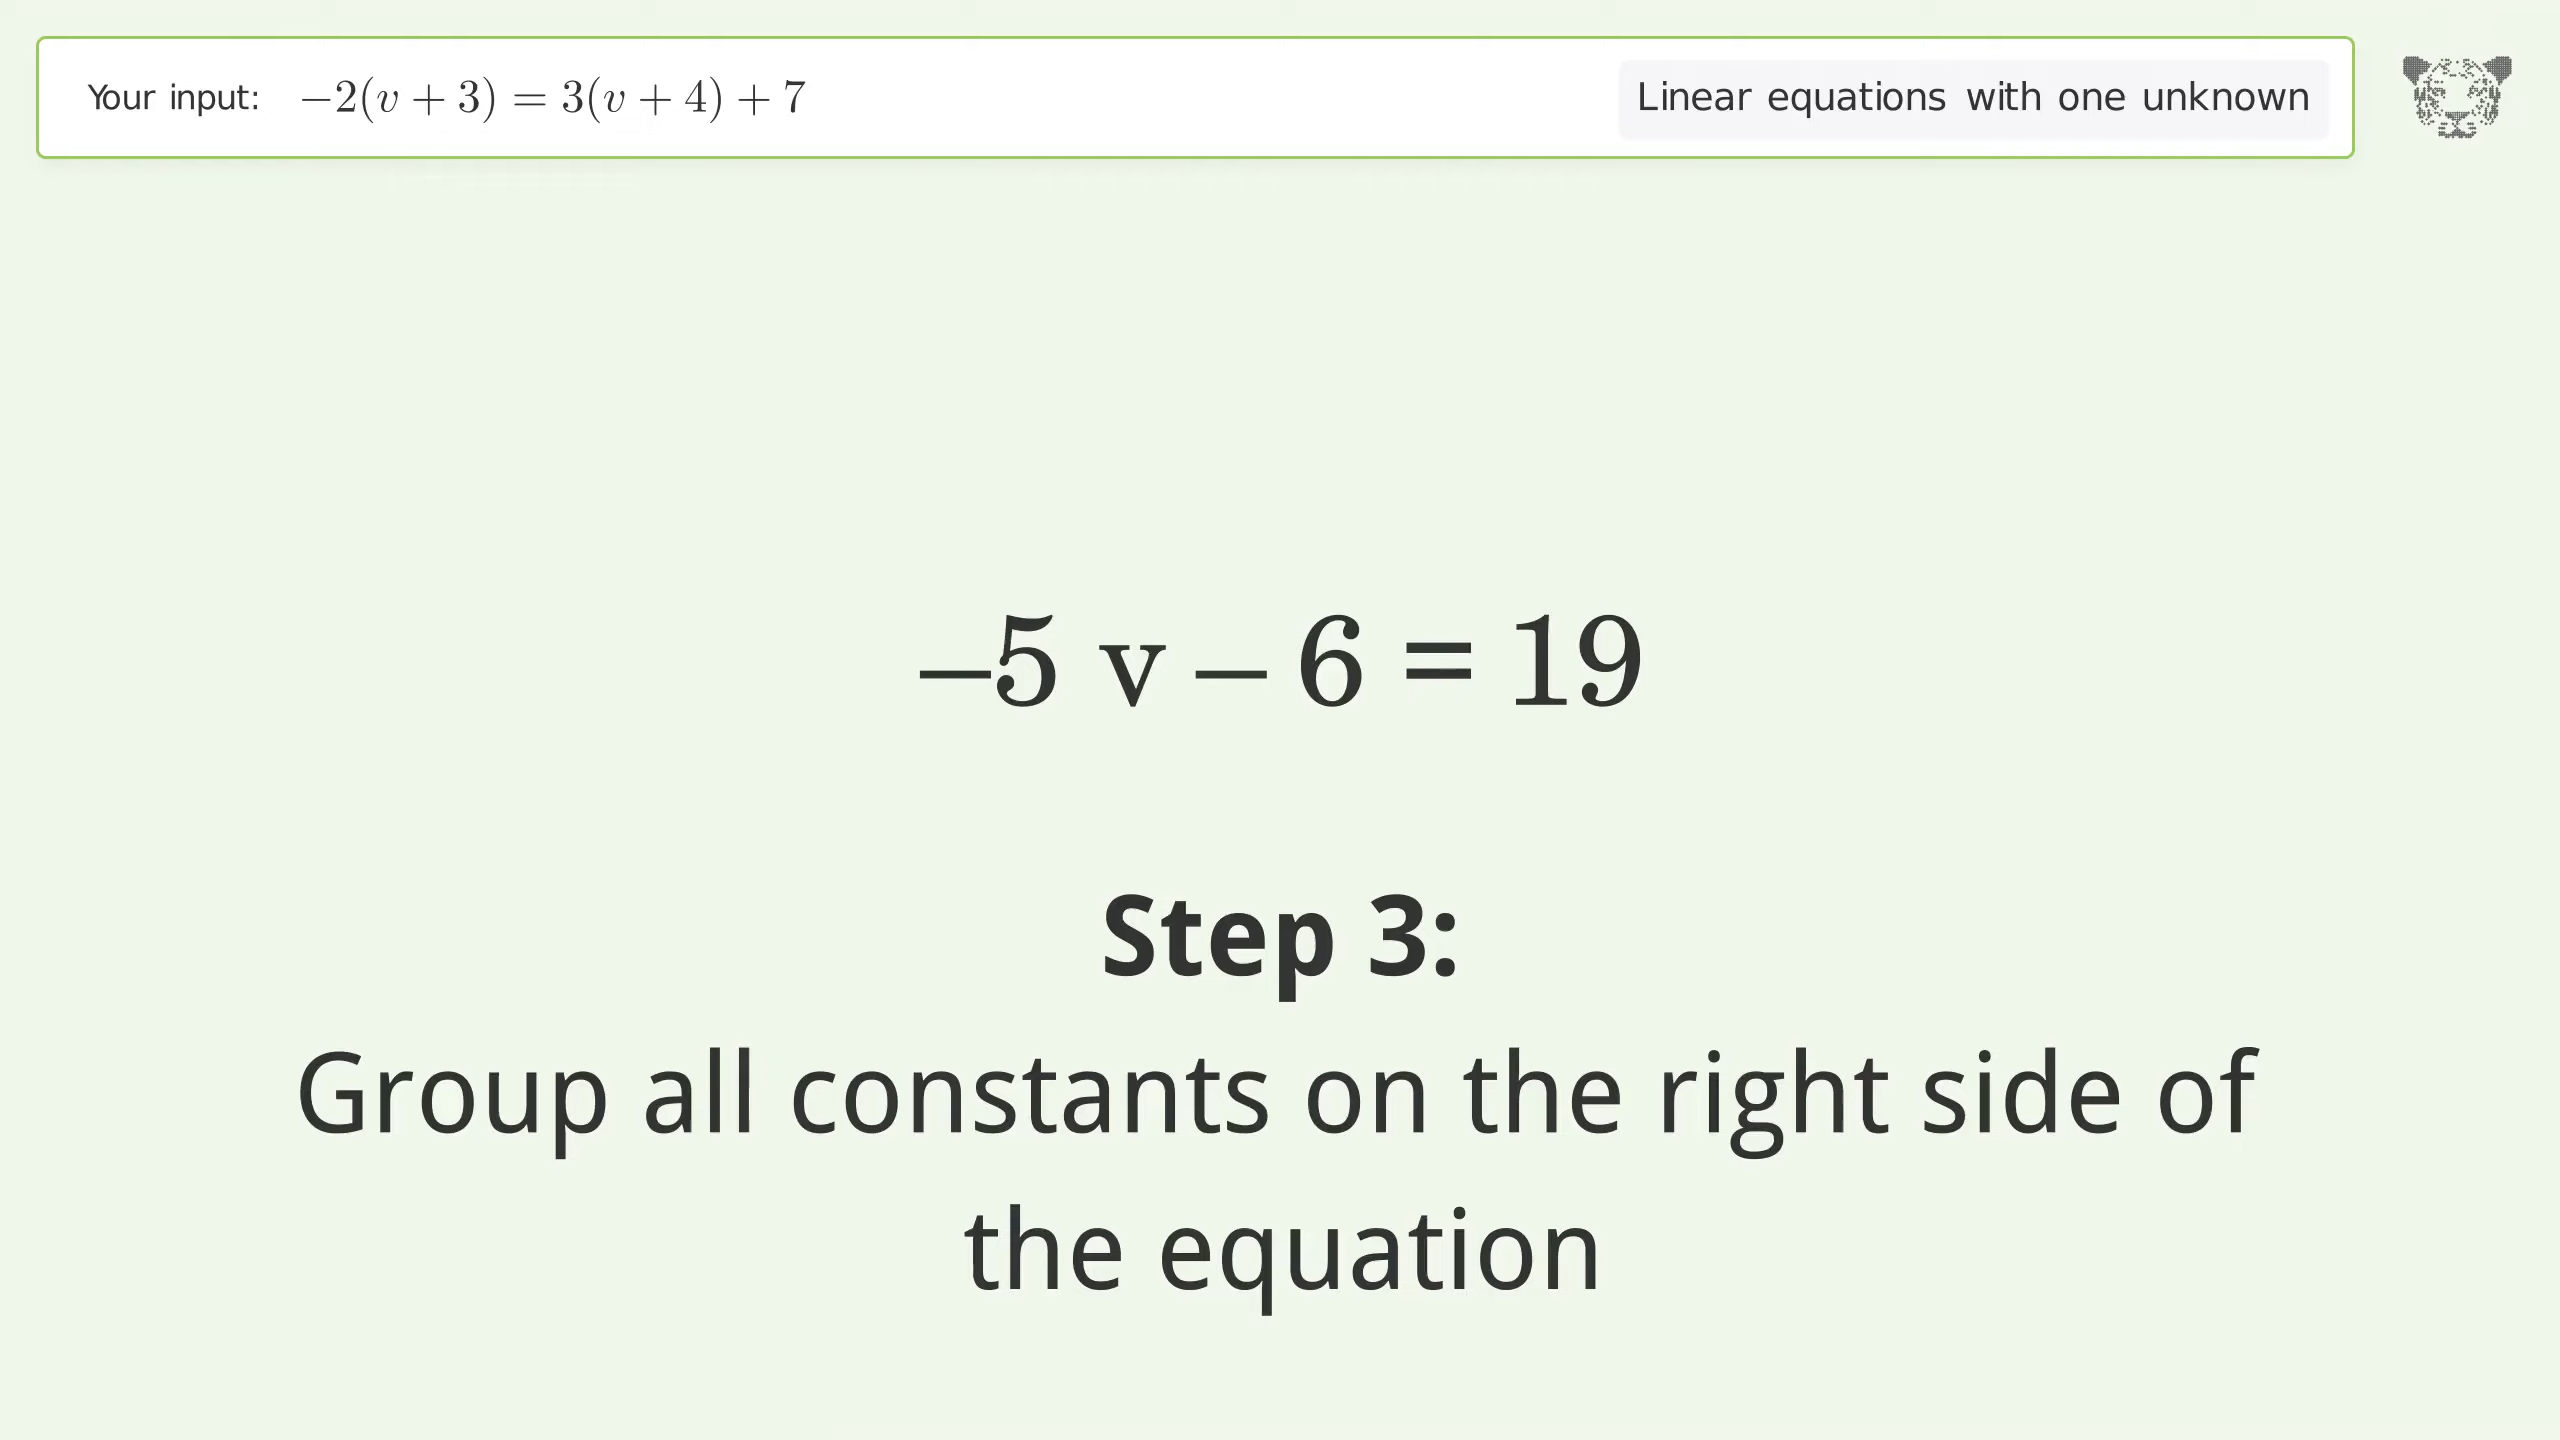 Your input: −2(v + 3) = 3(v + 4) + 7
Linear equations with one unknown
−5 v − 6 = 19
Step 3:
Group all constants on the right side of
the equation